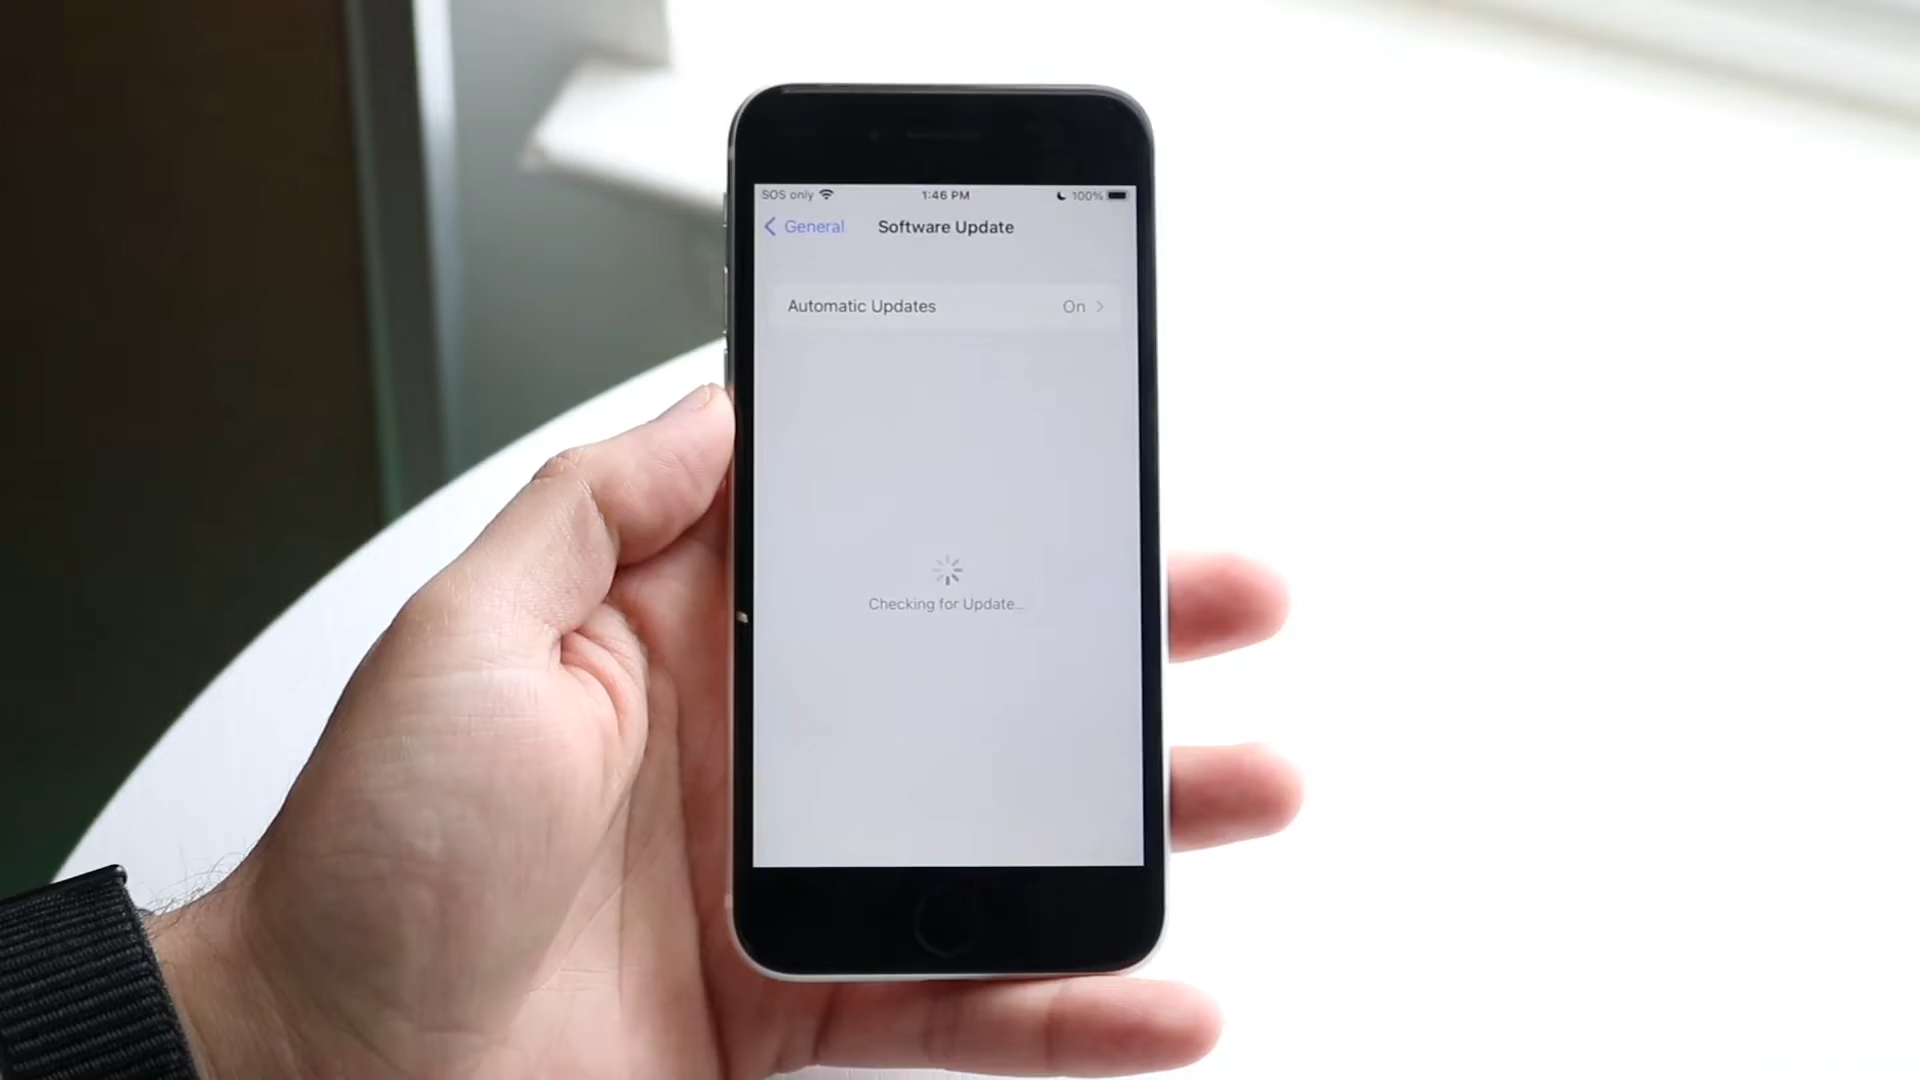 SOS only 1:46 PM 100%
General Software Update
Automatic Updates On
Checking for Update...